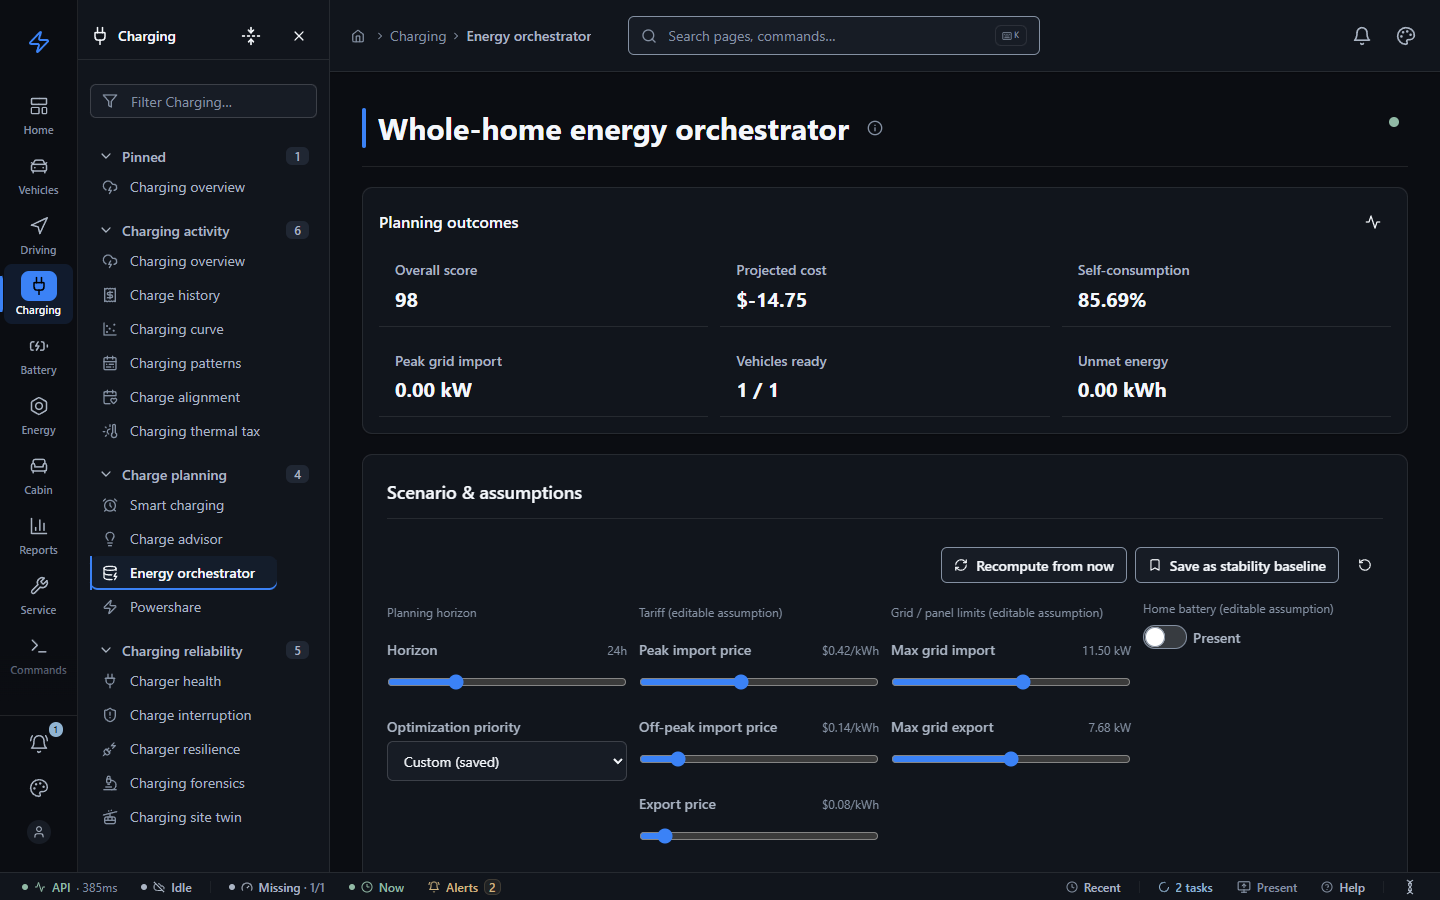 Home
Vehicles
Driving
Charging
Battery
Energy
Cabin
Reports
Service
Commands
1
Charging
Filter Charging...
Pinned 1
Charging overview
Charging activity 6
Charging overview
Charge history
Charging curve
Charging patterns
Charge alignment
Charging thermal tax
Charge planning 4
Smart charging
Charge advisor
Energy orchestrator
Powershare
Charging reliability 5
Charger health
Charge interruption
Charger resilience
Charging forensics
Charging site twin
Charging > Energy orchestrator
Search pages, commands... K
Whole-home energy orchestrator
Planning outcomes
Overall score
98
Projected cost
$-14.75
Self-consumption
85.69%
Peak grid import
0.00 kW
Vehicles ready
1 / 1
Unmet energy
0.00 kWh
Scenario & assumptions
Recompute from now
Save as stability baseline
Planning horizon
Horizon 24h
Optimization priority
Custom (saved)
Tariff (editable assumption)
Peak import price $0.42/kWh
Off-peak import price $0.14/kWh
Export price $0.08/kWh
Grid / panel limits (editable assumption)
Max grid import 11.50 kW
Max grid export 7.68 kW
Home battery (editable assumption)
Present
API · 385ms
Idle
Missing · 1/1
Now
Alerts 2
Recent
2 tasks
Present
Help